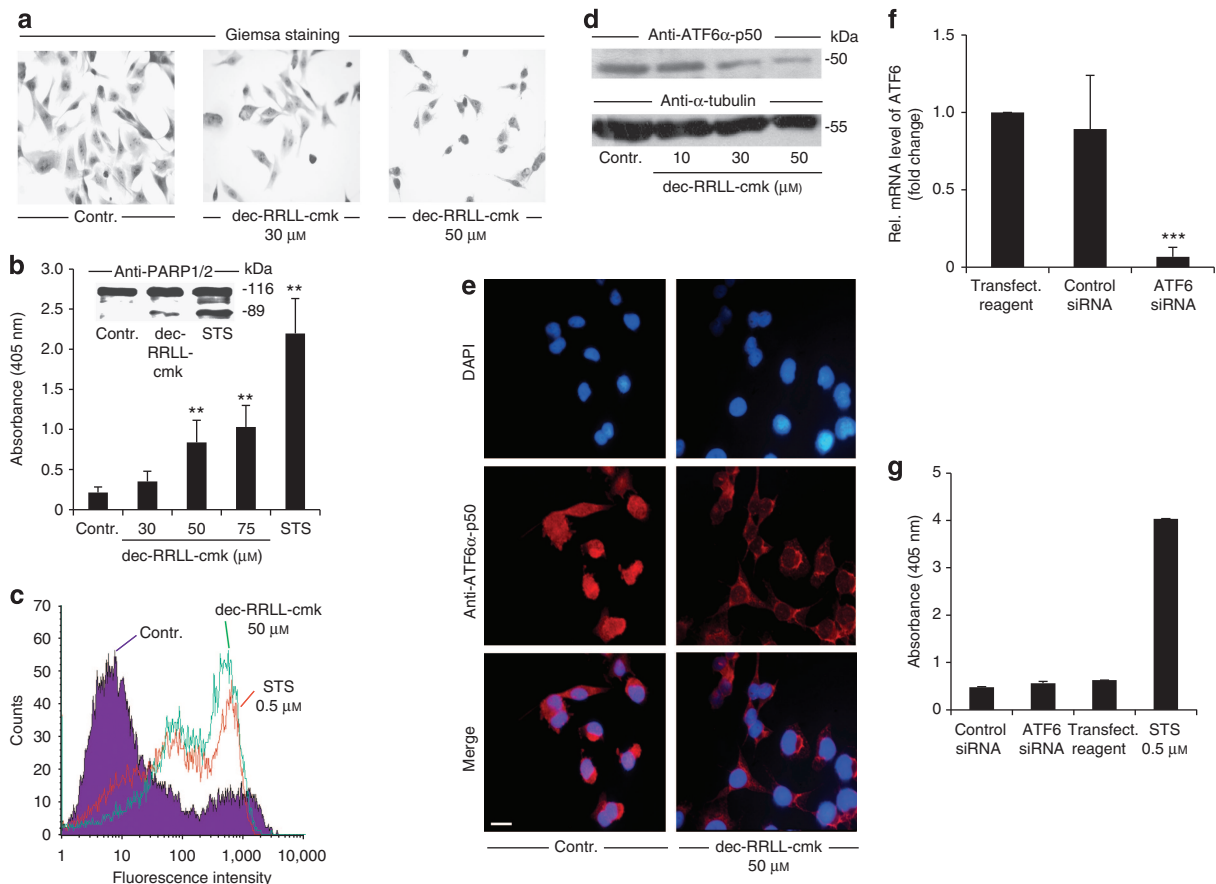 a
Giemsa staining
Contr.
dec-RRLL-cmk
30 μM
dec-RRLL-cmk
50 μM
b
Absorbance (405 nm)
3.0
2.5
2.0
1.5
1.0
0.5
0
Anti-PARP1/2
kDa
-116
-89
Contr.
dec-
RRLL-
cmk
STS
**
**
**
Contr.
30
50
75
STS
dec-RRLL-cmk (μM)
c
Counts
70
60
50
40
30
20
10
0
Contr.
dec-RRLL-cmk
50 μM
STS
0.5 μM
1
10
100
1,000
10,000
Fluorescence intensity
d
Anti-ATF6α-p50
kDa
-50
Anti-α-tubulin
-55
Contr.
10
30
50
dec-RRLL-cmk (μM)
e
DAPI
Anti-ATF6α-p50
Merge
Contr.
dec-RRLL-cmk
50 μM
f
Rel. mRNA level of ATF6
(fold change)
1.5
1.0
0.5
0
***
Transfect.
reagent
Control
siRNA
ATF6
siRNA
g
Absorbance (405 nm)
5
4
3
2
1
0
Control
siRNA
ATF6
siRNA
Transfect.
reagent
STS
0.5 μM